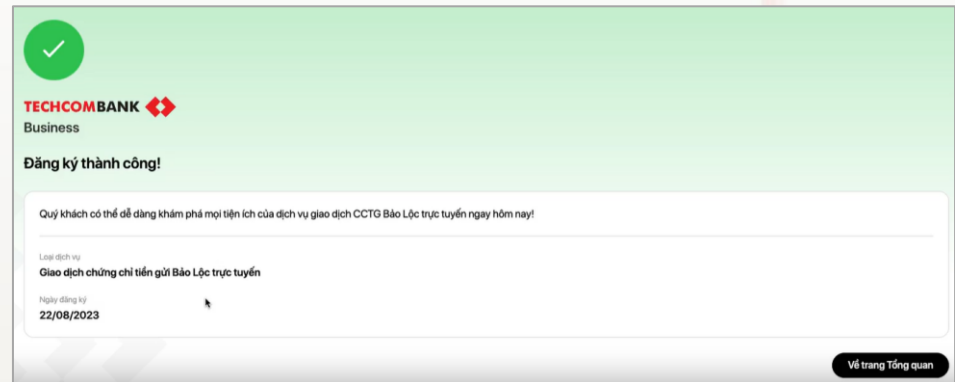 TECHCOMBANK
Business
Đăng ký thành công!
Quý khách có thể dễ dàng khám phá mọi tiện ích của dịch vụ giao dịch CCTG Bảo Lộc trực tuyến ngay hôm nay!
Loại dịch vụ
Giao dịch chứng chỉ tiền gửi Bảo Lộc trực tuyến
Ngày đăng ký
22/08/2023
Về trang Tổng quan